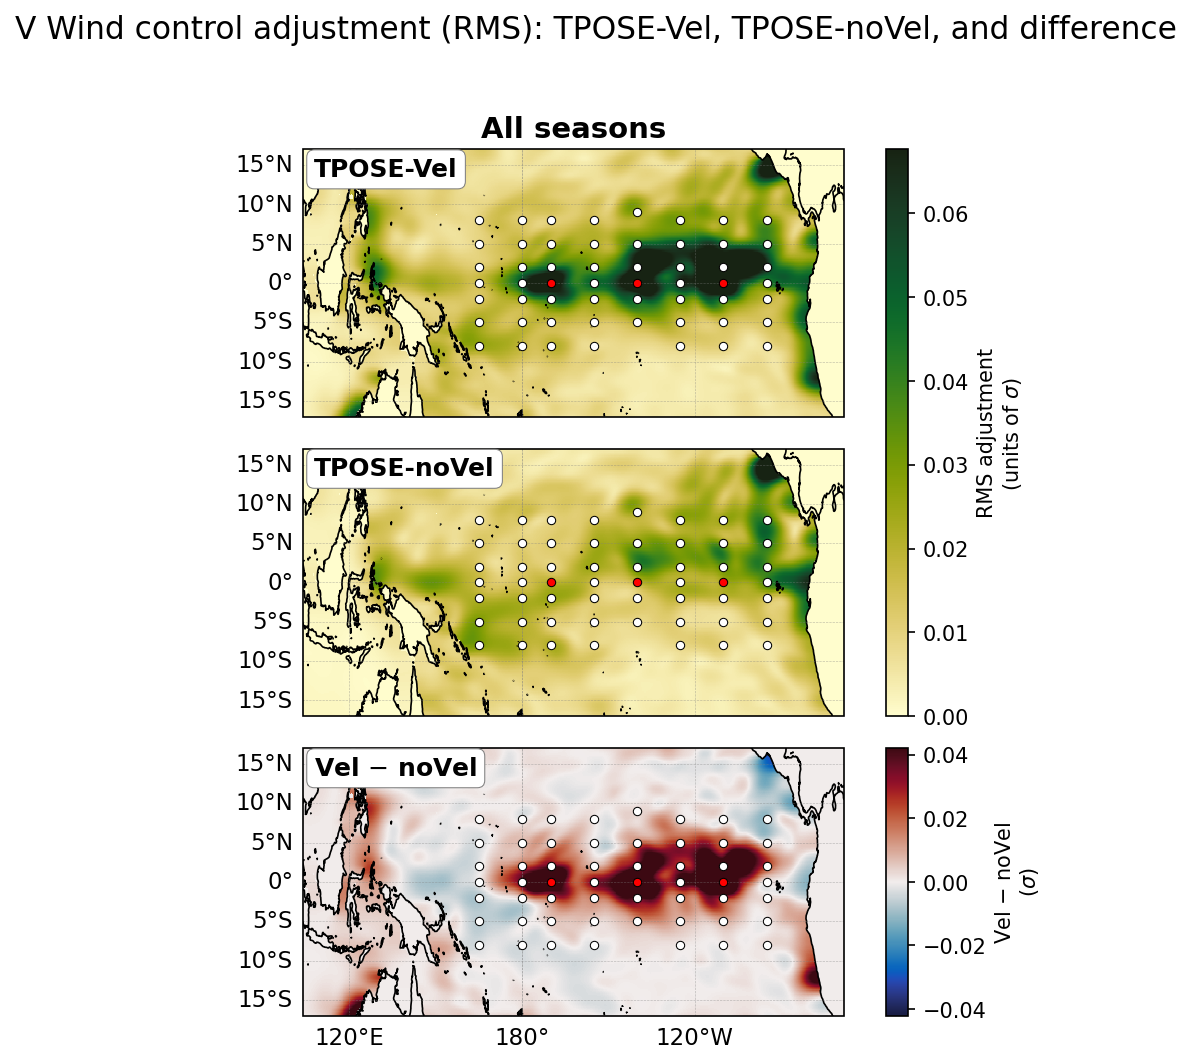 V Wind control adjustment (RMS): TPOSE-Vel, TPOSE-noVel, and difference
All seasons
TPOSE-Vel
15°N
10°N
5°N
0°
5°S
10°S
15°S
TPOSE-noVel
15°N
10°N
5°N
0°
5°S
10°S
15°S
0.06
0.05
0.04
0.03
0.02
0.01
0.00
RMS adjustment
(units of σ)
Vel − noVel
15°N
10°N
5°N
0°
5°S
10°S
15°S
120°E
180°
120°W
0.04
0.02
0.00
−0.02
−0.04
Vel − noVel
(σ)